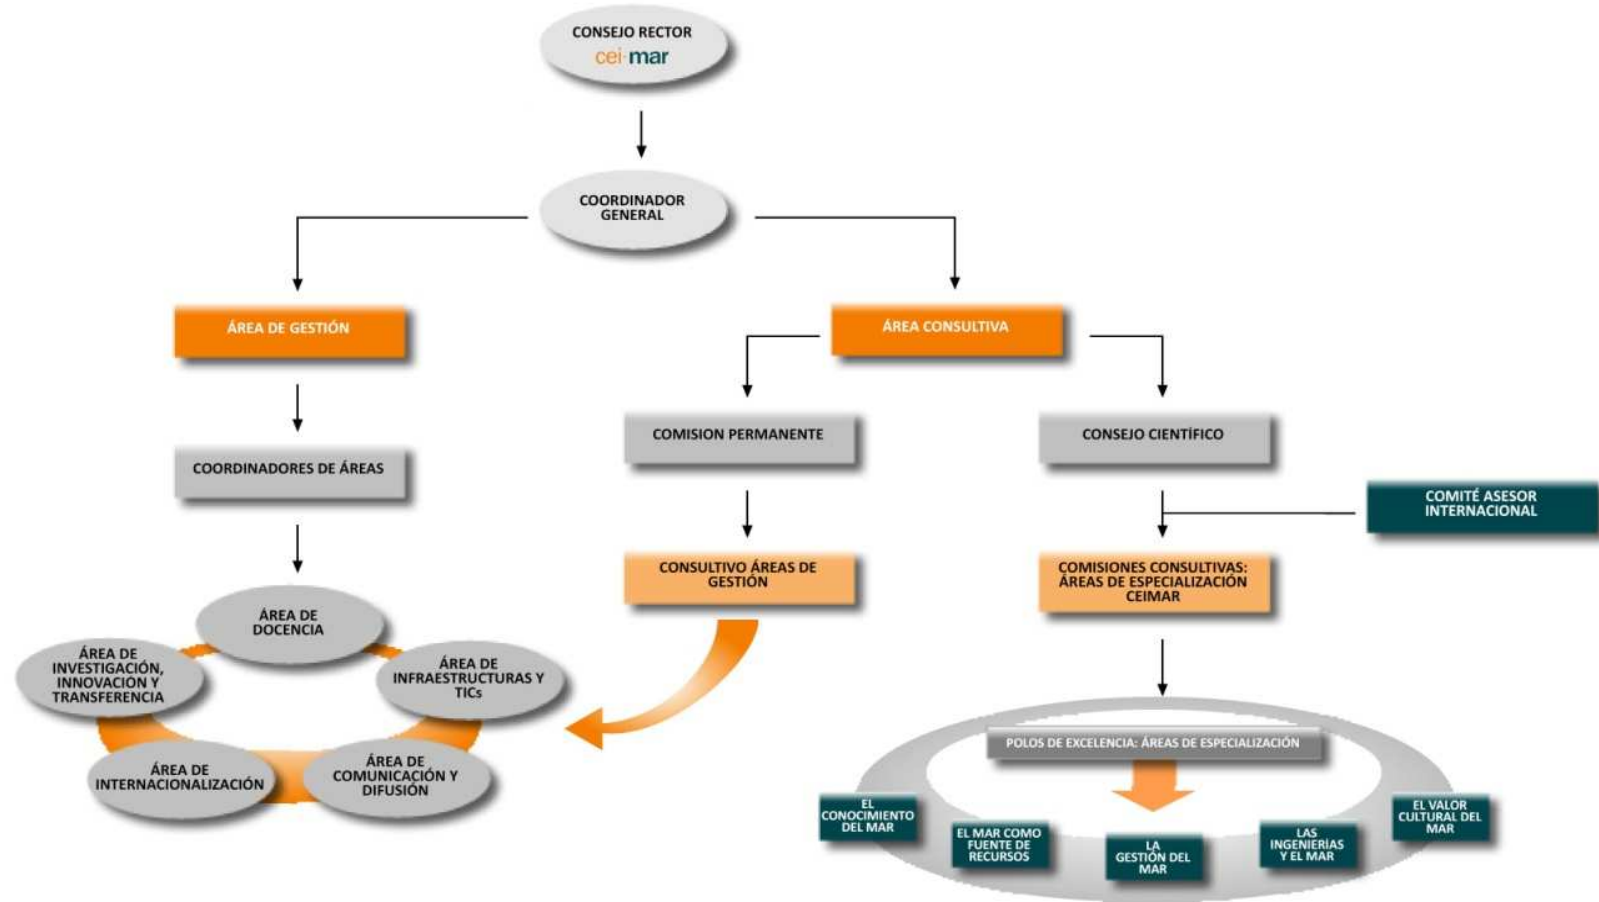 CONSEJO RECTOR
cei·mar
COORDINADOR
GENERAL
ÁREA DE GESTIÓN
ÁREA CONSULTIVA
COMISION PERMANENTE
CONSEJO CIENTÍFICO
COORDINADORES DE ÁREAS
COMITÉ ASESOR
INTERNACIONAL
CONSULTIVO ÁREAS DE
GESTIÓN
COMISIONES CONSULTIVAS:
ÁREAS DE ESPECIALIZACIÓN
CEIMAR
ÁREA DE
DOCENCIA
ÁREA DE
INVESTIGACIÓN,
INNOVACIÓN Y
TRANSFERENCIA
ÁREA DE
INFRAESTRUCTURAS Y
TICs
ÁREA DE
INTERNACIONALIZACIÓN
ÁREA DE
COMUNICACIÓN Y
DIFUSIÓN
POLOS DE EXCELENCIA: ÁREAS DE ESPECIALIZACIÓN
EL
CONOCIMIENTO
DEL MAR
EL MAR COMO
FUENTE DE
RECURSOS
LA
GESTIÓN DEL
MAR
LAS
INGENIERÍAS
Y EL MAR
EL VALOR
CULTURAL DEL
MAR